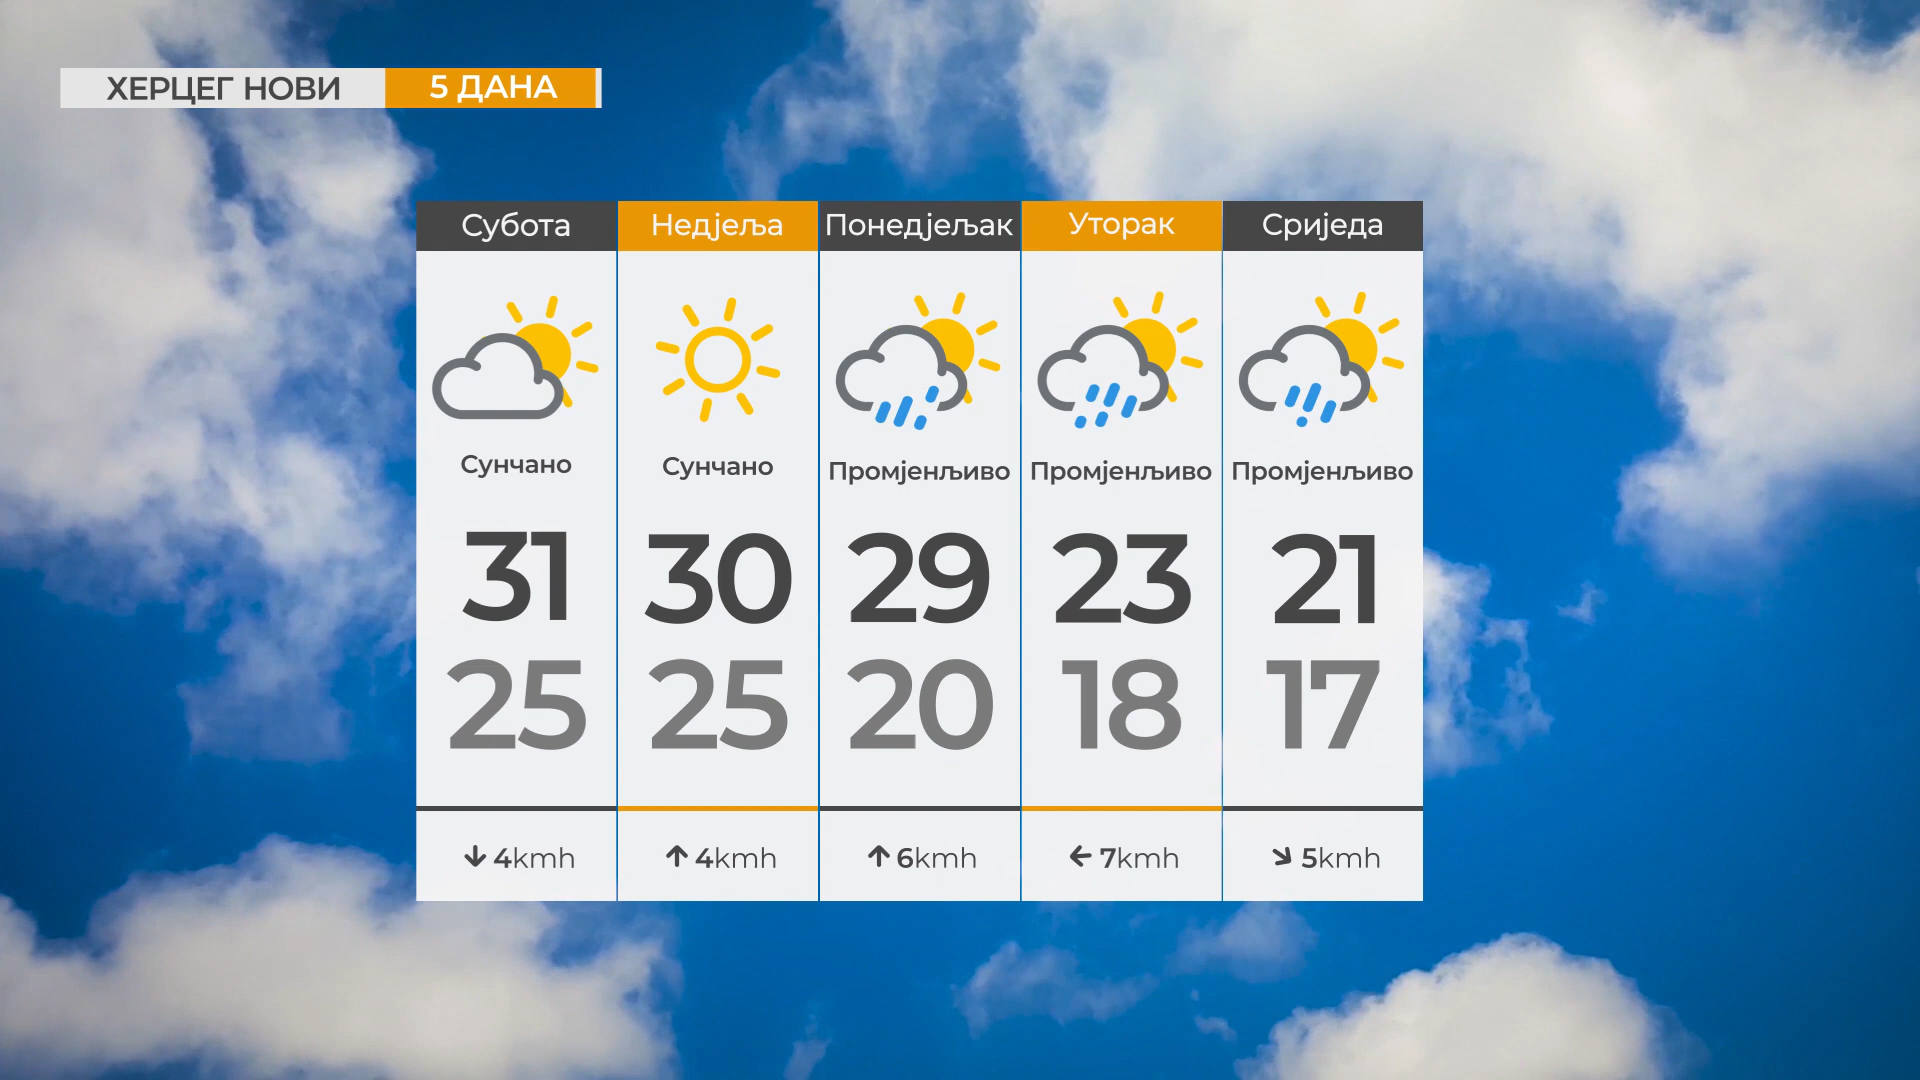 ХЕРЦЕГ НОВИ 5 ДАНА
Субота Недјеља Понедјељак Уторак Сриједа
Сунчано Сунчано Промјенљиво Промјенљиво Промјенљиво
31 30 29 23 21
25 25 20 18 17
↓ 4kmh ↑ 4kmh ↑ 6kmh ← 7kmh ↘ 5kmh